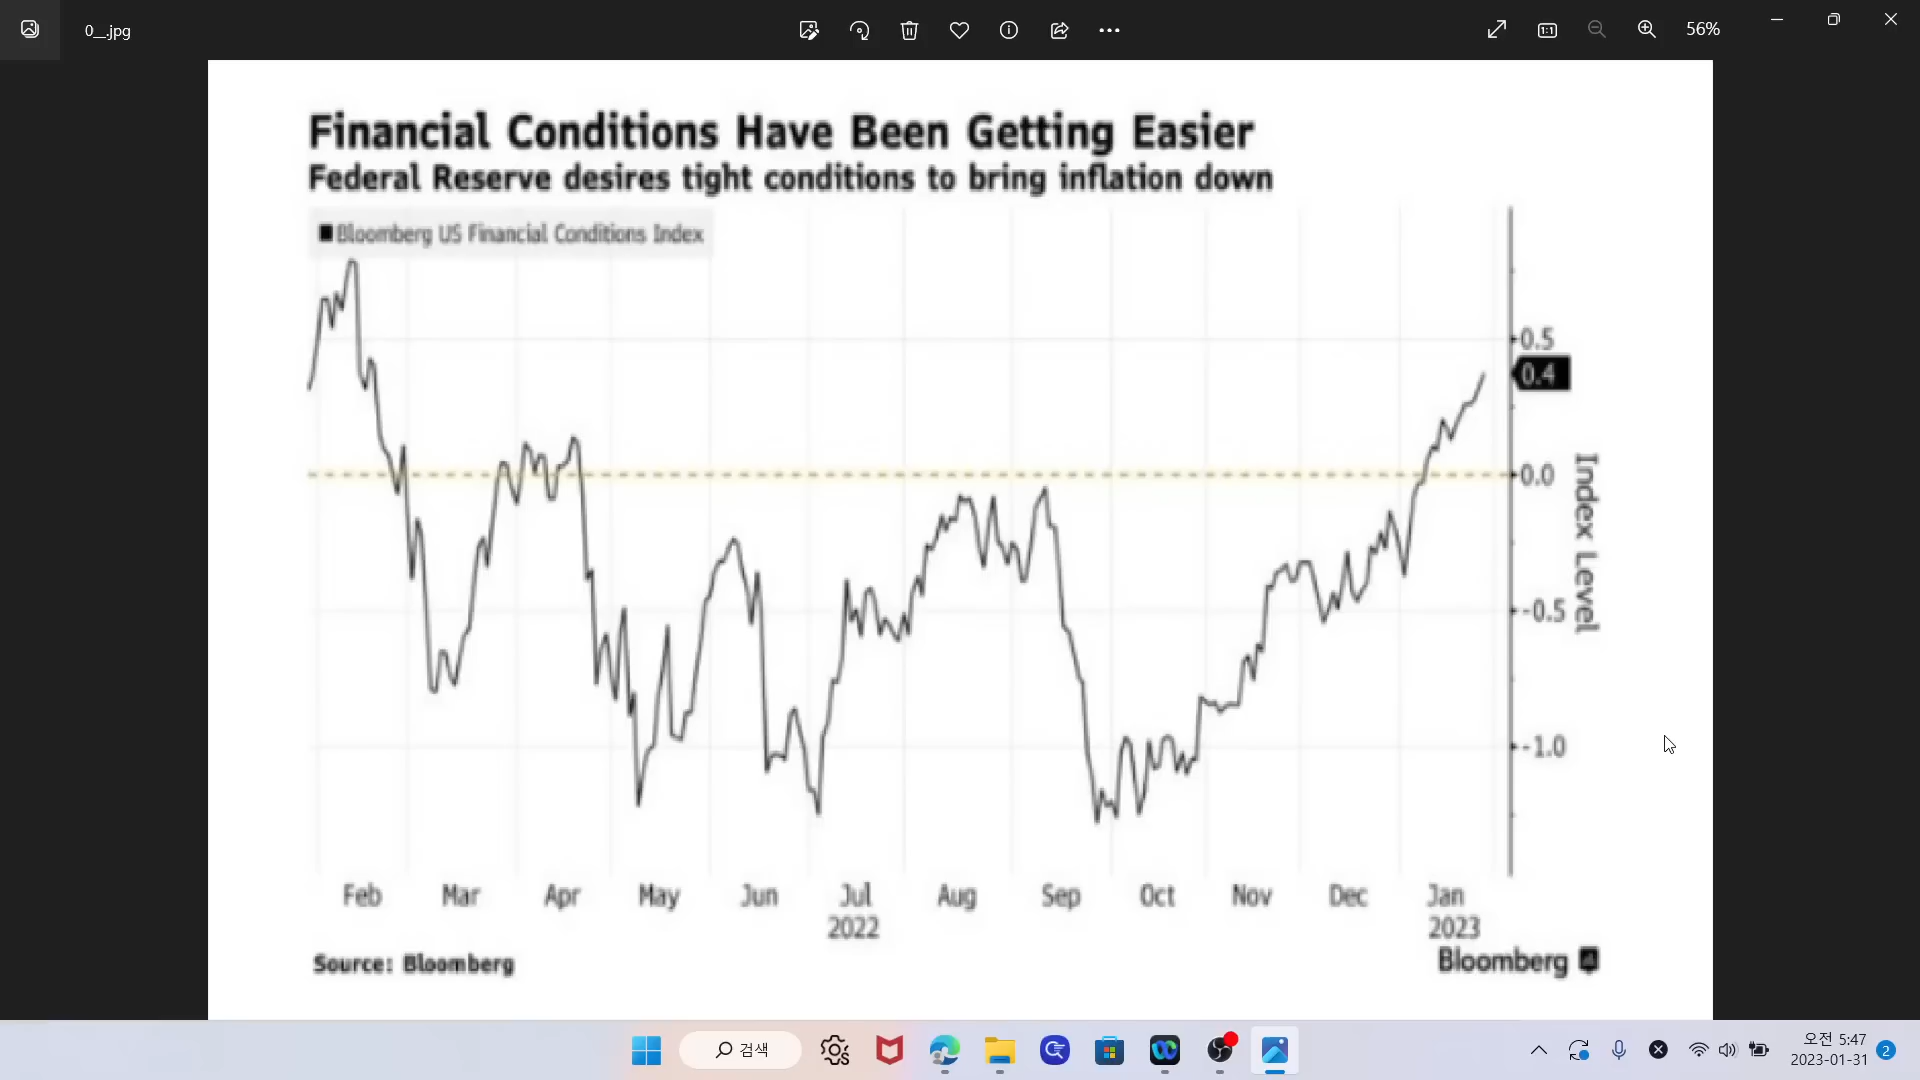 0__.jpg
56%
Financial Conditions Have Been Getting Easier
Federal Reserve desires tight conditions to bring inflation down
Bloomberg US Financial Conditions Index
0.5
0.4
0.0
-0.5
-1.0
Index Level
Feb Mar Apr May Jun Jul Aug Sep Oct Nov Dec Jan
2022 2023
Source: Bloomberg
Bloomberg
검색
오전 5:47
2023-01-31
2